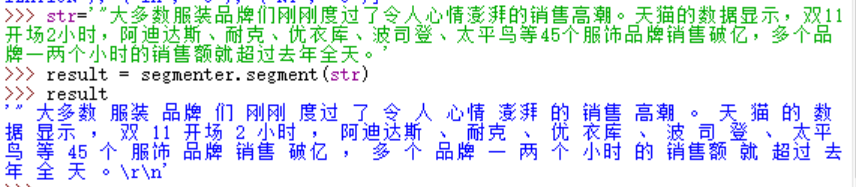 >>> str='"大多数服装品牌们刚刚度过了令人心情澎湃的销售高潮。天猫的数据显示，双11
开场2小时，阿迪达斯、耐克、优衣库、波司登、太平鸟等45个服饰品牌销售破亿，多个品
牌一两个小时的销售额就超过去年全天。'
>>> result = segmenter.segment(str)
>>> result
'" 大多数 服装 品牌 们 刚刚 度过 了 令 人 心情 澎湃 的 销售 高潮 。 天 猫 的 数
据 显示 ， 双 11 开场 2 小时 ， 阿迪达斯 、 耐克 、 优 衣库 、 波 司 登 、 太平
鸟 等 45 个 服饰 品牌 销售 破亿 ， 多 个 品牌 一 两 个 小时 的 销售额 就 超过 去
年 全 天 。\r\n'